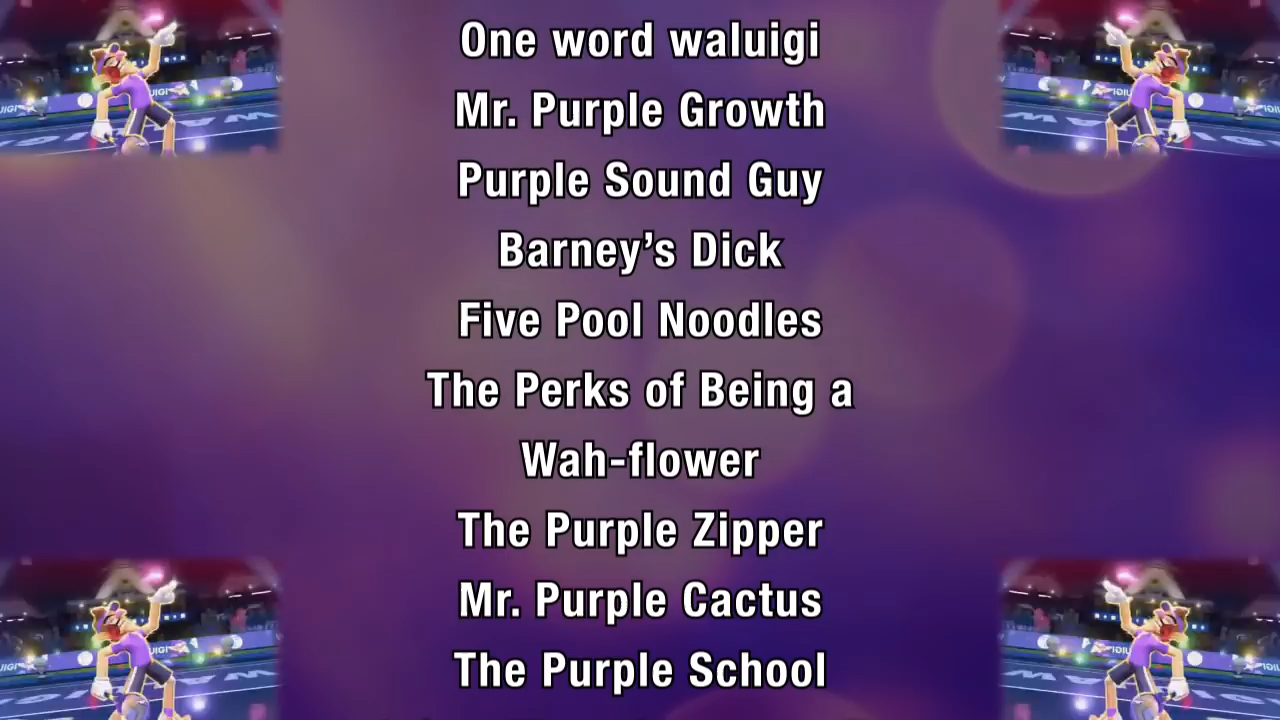 One word waluigi
Mr. Purple Growth
Purple Sound Guy
Barney’s Dick
Five Pool Noodles
The Perks of Being a
Wah-flower
The Purple Zipper
Mr. Purple Cactus
The Purple School